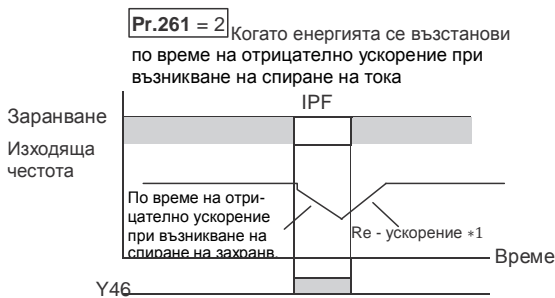 Pr.261 = 2 Когато енергията се възстанови
по време на отрицателно ускорение при
възникване на спиране на тока
IPF
Заранване
Изходяща
честота
По време на отри-
цателно ускорение
при възникване на
спиране на захранв.
Re - ускорение *1
Време
Y46